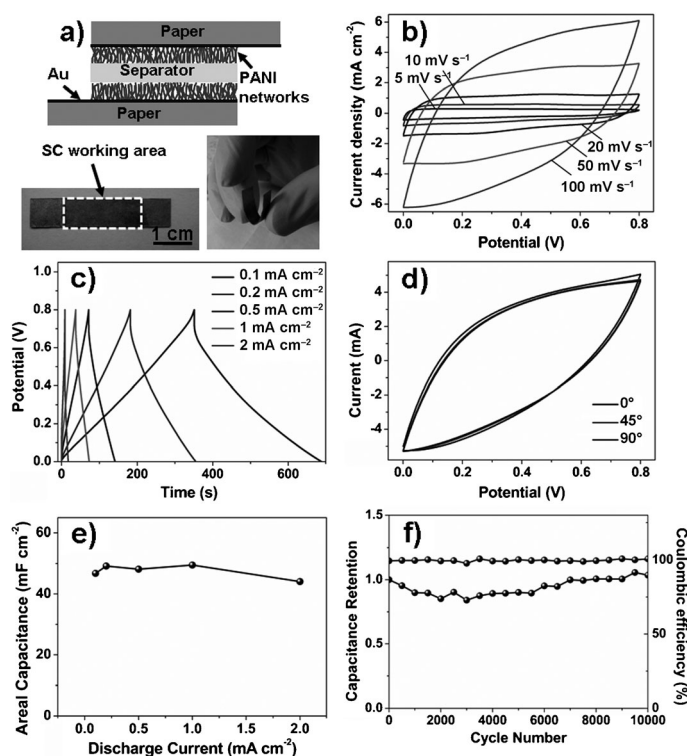 a)
Paper
Separator
Au
PANI
networks
Paper
SC working area
1 cm
b)
Current density (mA cm⁻²)
6
4
2
0
-2
-4
-6
10 mV s⁻¹
5 mV s⁻¹
20 mV s⁻¹
50 mV s⁻¹
100 mV s⁻¹
0.0 0.2 0.4 0.6 0.8
Potential (V)
c)
Potential (V)
1.0
0.8
0.6
0.4
0.2
0.0
0.1 mA cm⁻²
0.2 mA cm⁻²
0.5 mA cm⁻²
1 mA cm⁻²
2 mA cm⁻²
0 200 400 600
Time (s)
d)
Current (mA)
4
2
0
-2
-4
0°
45°
90°
0.0 0.2 0.4 0.6 0.8
Potential (V)
e)
Areal Capacitance (mF cm⁻²)
60
40
20
0
0.0 0.5 1.0 1.5 2.0
Discharge Current (mA cm⁻²)
f)
Capacitance Retention
1.5
1.0
0.5
0.0
100
75
50
25
0
Coulombic efficiency (%)
0 2000 4000 6000 8000 10000
Cycle Number